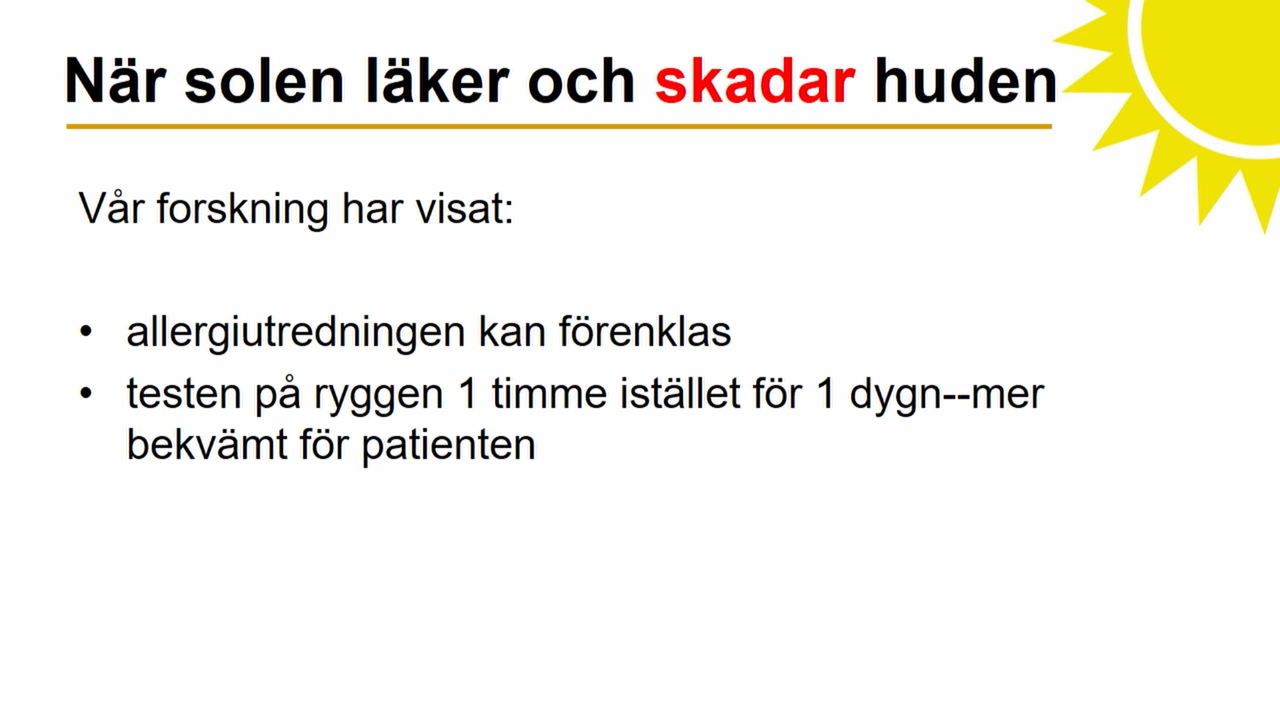 När solen läker och skadar huden
Vår forskning har visat:
• allergiutredningen kan förenklas
• testen på ryggen 1 timme istället för 1 dygn--mer
bekvämt för patienten